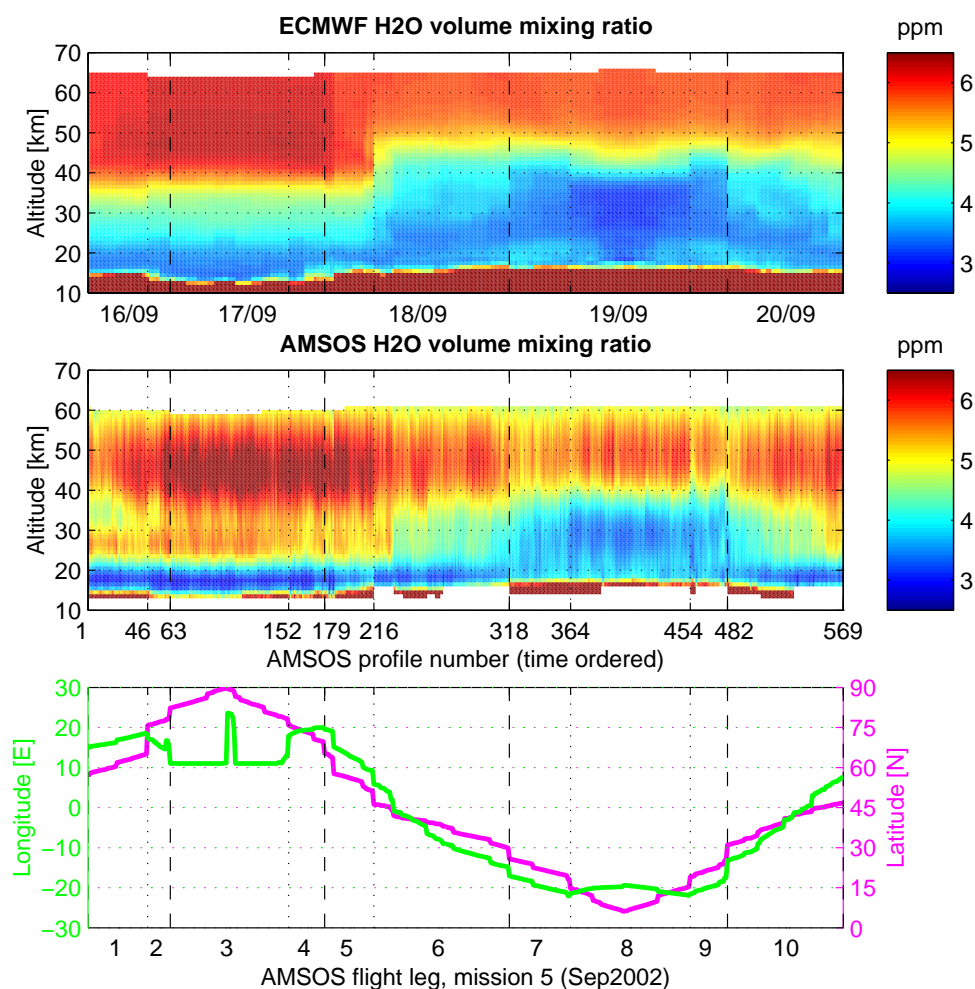 ECMWF H2O volume mixing ratio
ppm
70
60
50
40
30
20
10
Altitude [km]
6
5
4
3
16/09 17/09 18/09 19/09 20/09
AMSOS H2O volume mixing ratio
ppm
70
60
50
40
30
20
10
Altitude [km]
6
5
4
3
1 46 63 152 179 216 318 364 454 482 569
AMSOS profile number (time ordered)
30
20
10
0
−10
−20
−30
Longitude [E]
90
75
60
45
30
15
0
Latitude [N]
1 2 3 4 5 6 7 8 9 10
AMSOS flight leg, mission 5 (Sep2002)